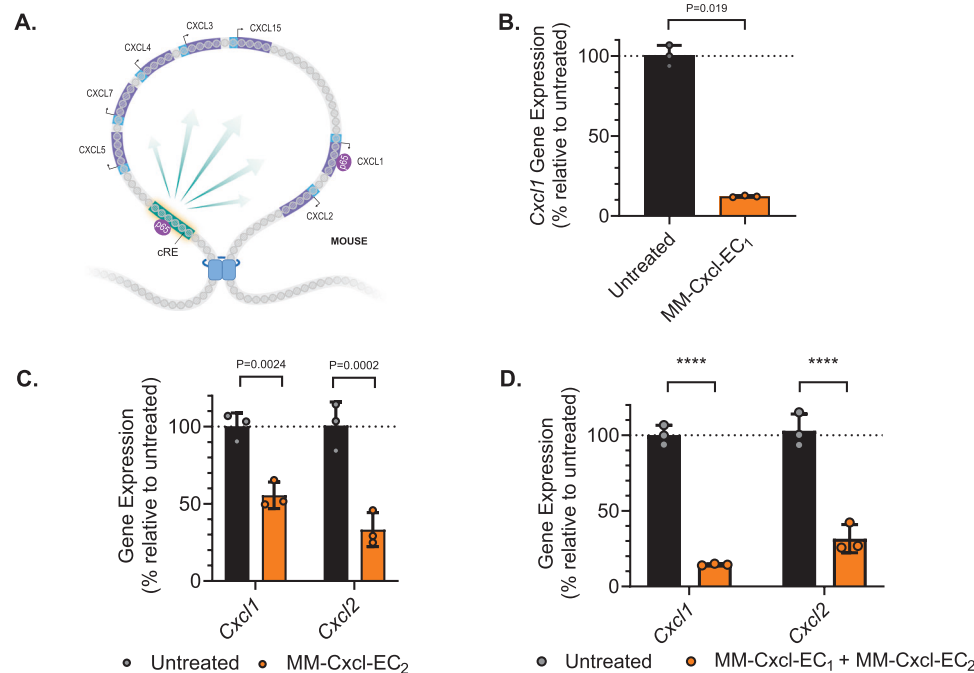 A.
CXCL3
CXCL15
CXCL4
CXCL7
CXCL5
p65
CXCL1
CXCL2
p65
cRE
MOUSE
B.
P=0.019
Cxcl1 Gene Expression
(% relative to untreated)
100
50
0
Untreated
MM-Cxcl-EC₁
C.
P=0.0024
P=0.0002
Gene Expression
(% relative to untreated)
100
50
0
Cxcl1
Cxcl2
Untreated
MM-Cxcl-EC₂
D.
****
****
Gene Expression
(% relative to untreated)
100
50
0
Cxcl1
Cxcl2
Untreated
MM-Cxcl-EC₁ + MM-Cxcl-EC₂